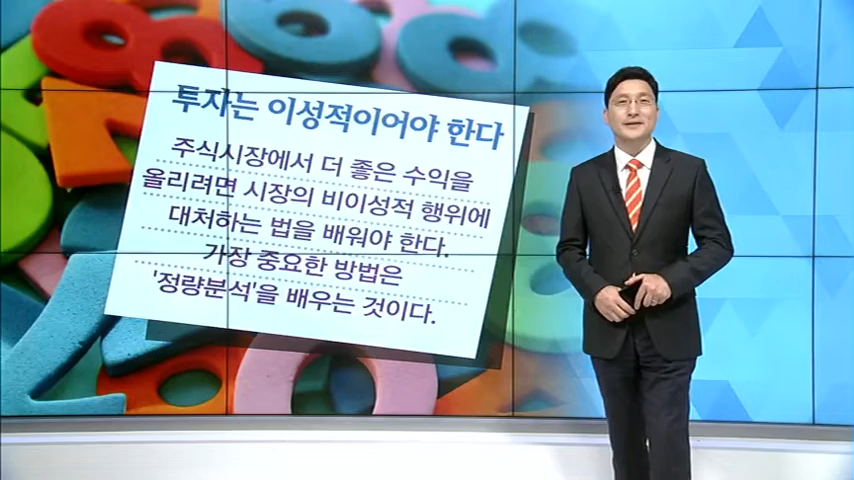 투자는 이성적이어야 한다
주식시장에서 더 좋은 수익을
올리려면 시장의 비이성적 행위에
대처하는 법을 배워야 한다.
가장 중요한 방법은
'정량분석'을 배우는 것이다.